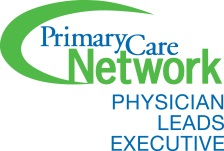 PrimaryCare
Network
PHYSICIAN
LEADS
EXECUTIVE